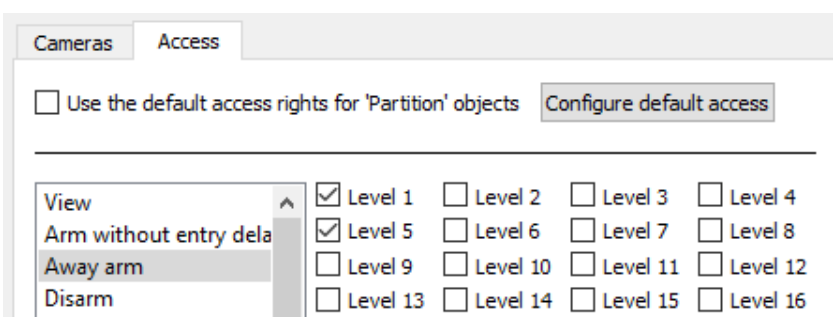 Cameras Access
Use the default access rights for 'Partition' objects Configure default access
View
Arm without entry dela
Away arm
Disarm
Level 1 Level 2 Level 3 Level 4
Level 5 Level 6 Level 7 Level 8
Level 9 Level 10 Level 11 Level 12
Level 13 Level 14 Level 15 Level 16